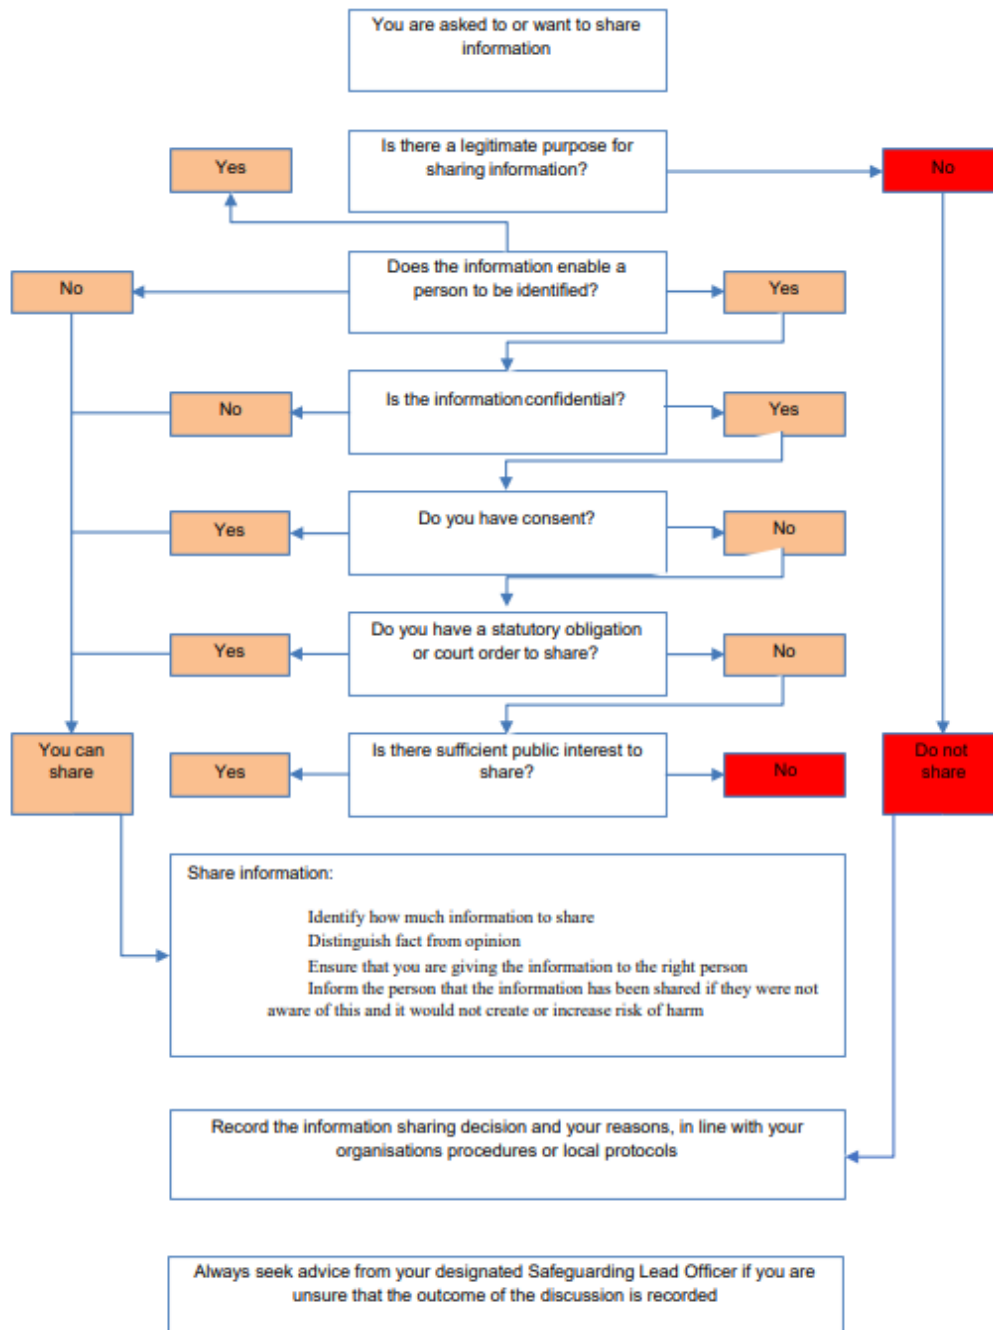 You are asked to or want to share
information
Is there a legitimate purpose for
sharing information?
Yes
No
Does the information enable a
person to be identified?
No
Yes
Is the information confidential?
No
Yes
Do you have consent?
Yes
No
Do you have a statutory obligation
or court order to share?
Yes
No
You can
share
Is there sufficient public interest to
share?
Yes
No
Do not
share
Share information:
Identify how much information to share
Distinguish fact from opinion
Ensure that you are giving the information to the right person
Inform the person that the information has been shared if they were not
aware of this and it would not create or increase risk of harm
Record the information sharing decision and your reasons, in line with your
organisations procedures or local protocols
Always seek advice from your designated Safeguarding Lead Officer if you are
unsure that the outcome of the discussion is recorded